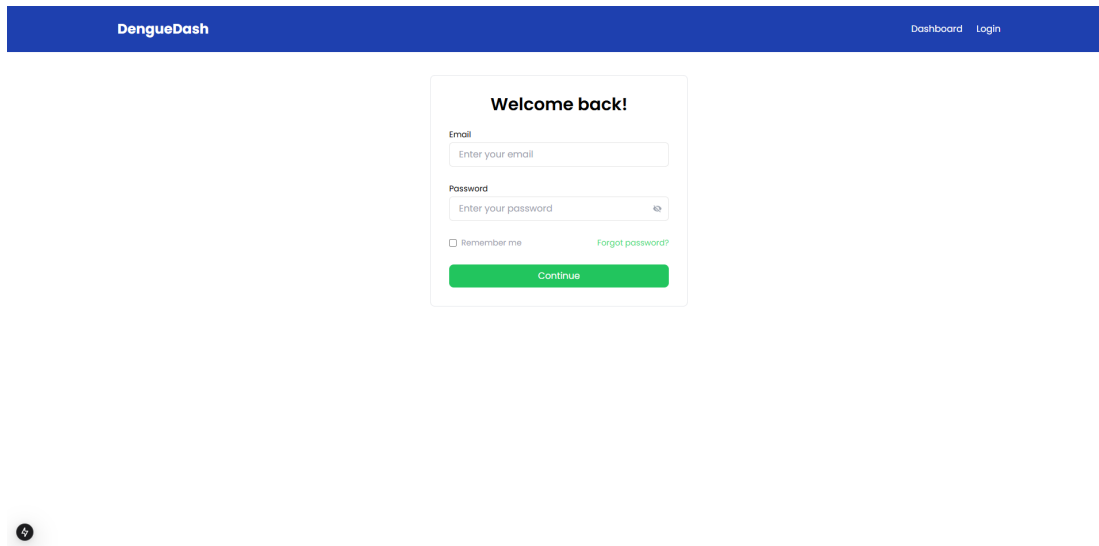 DengueDash
Dashboard Login
Welcome back!
Email
Enter your email
Password
Enter your password
Remember me Forgot password?
Continue